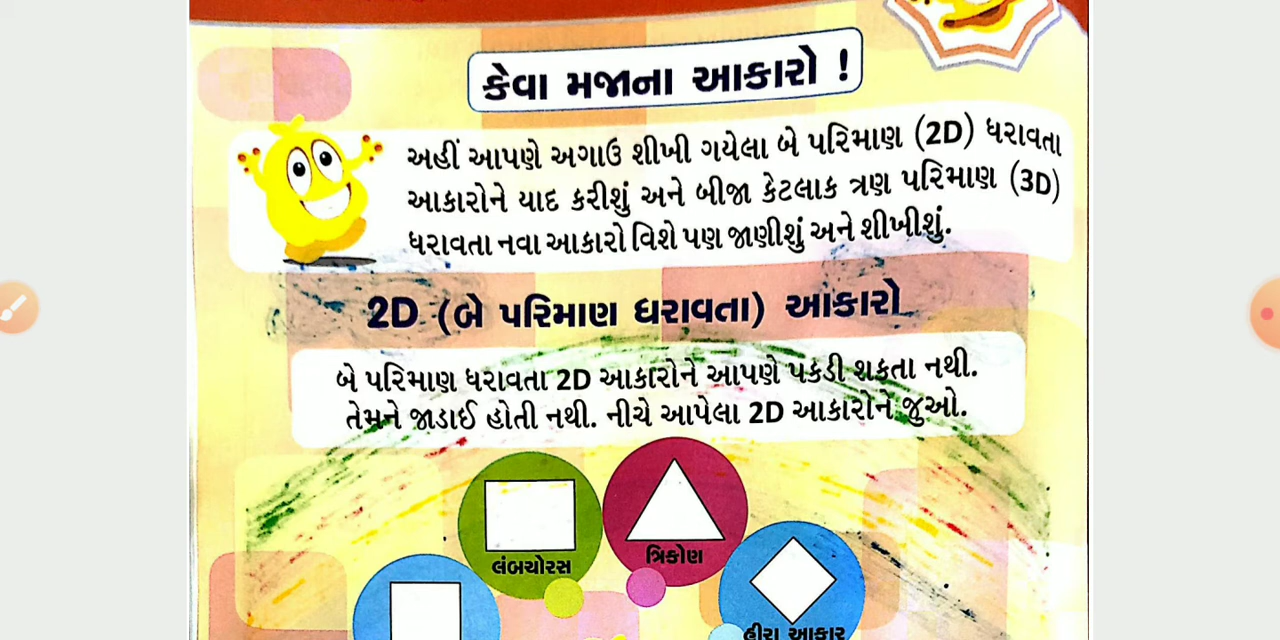 કેવા મજાના આકારો !
અહીં આપણે અગાઉ શીખી ગયેલા બે પરિમાણ (2D) ધરાવતા
આકારોને યાદ કરીશું અને બીજા કેટલાક ત્રણ પરિમાણ (3D)
ધરાવતા નવા આકારો વિશે પણ જાણીશું અને શીખીશું.
2D (બે પરિમાણ ધરાવતા) આકારો
બે પરિમાણ ધરાવતા 2D આકારોને આપણે પકડી શકતા નથી.
તેમને જાડાઈ હોતી નથી. નીચે આપેલા 2D આકારોને જુઓ.
લંબચોરસ
ત્રિકોણ
હીરા આકાર